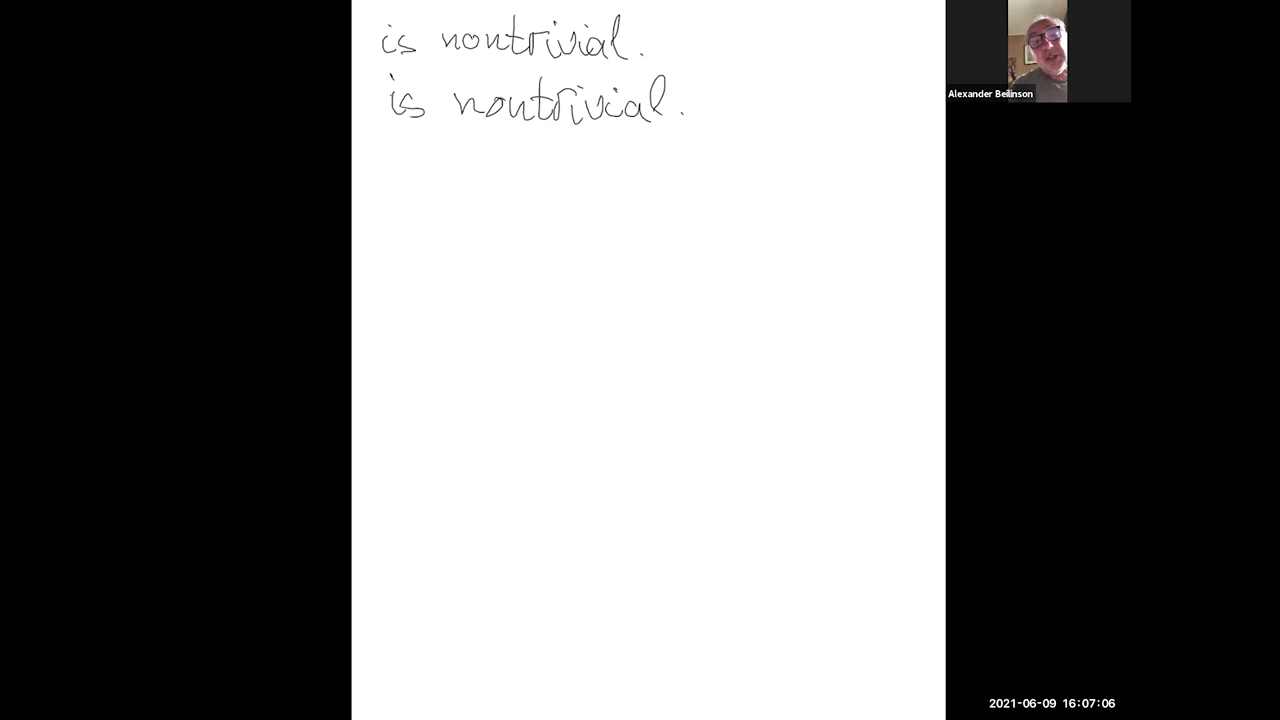 is nontrivial.
is nontrivial.
Alexander Beilinson
2021-06-09 16:07:06